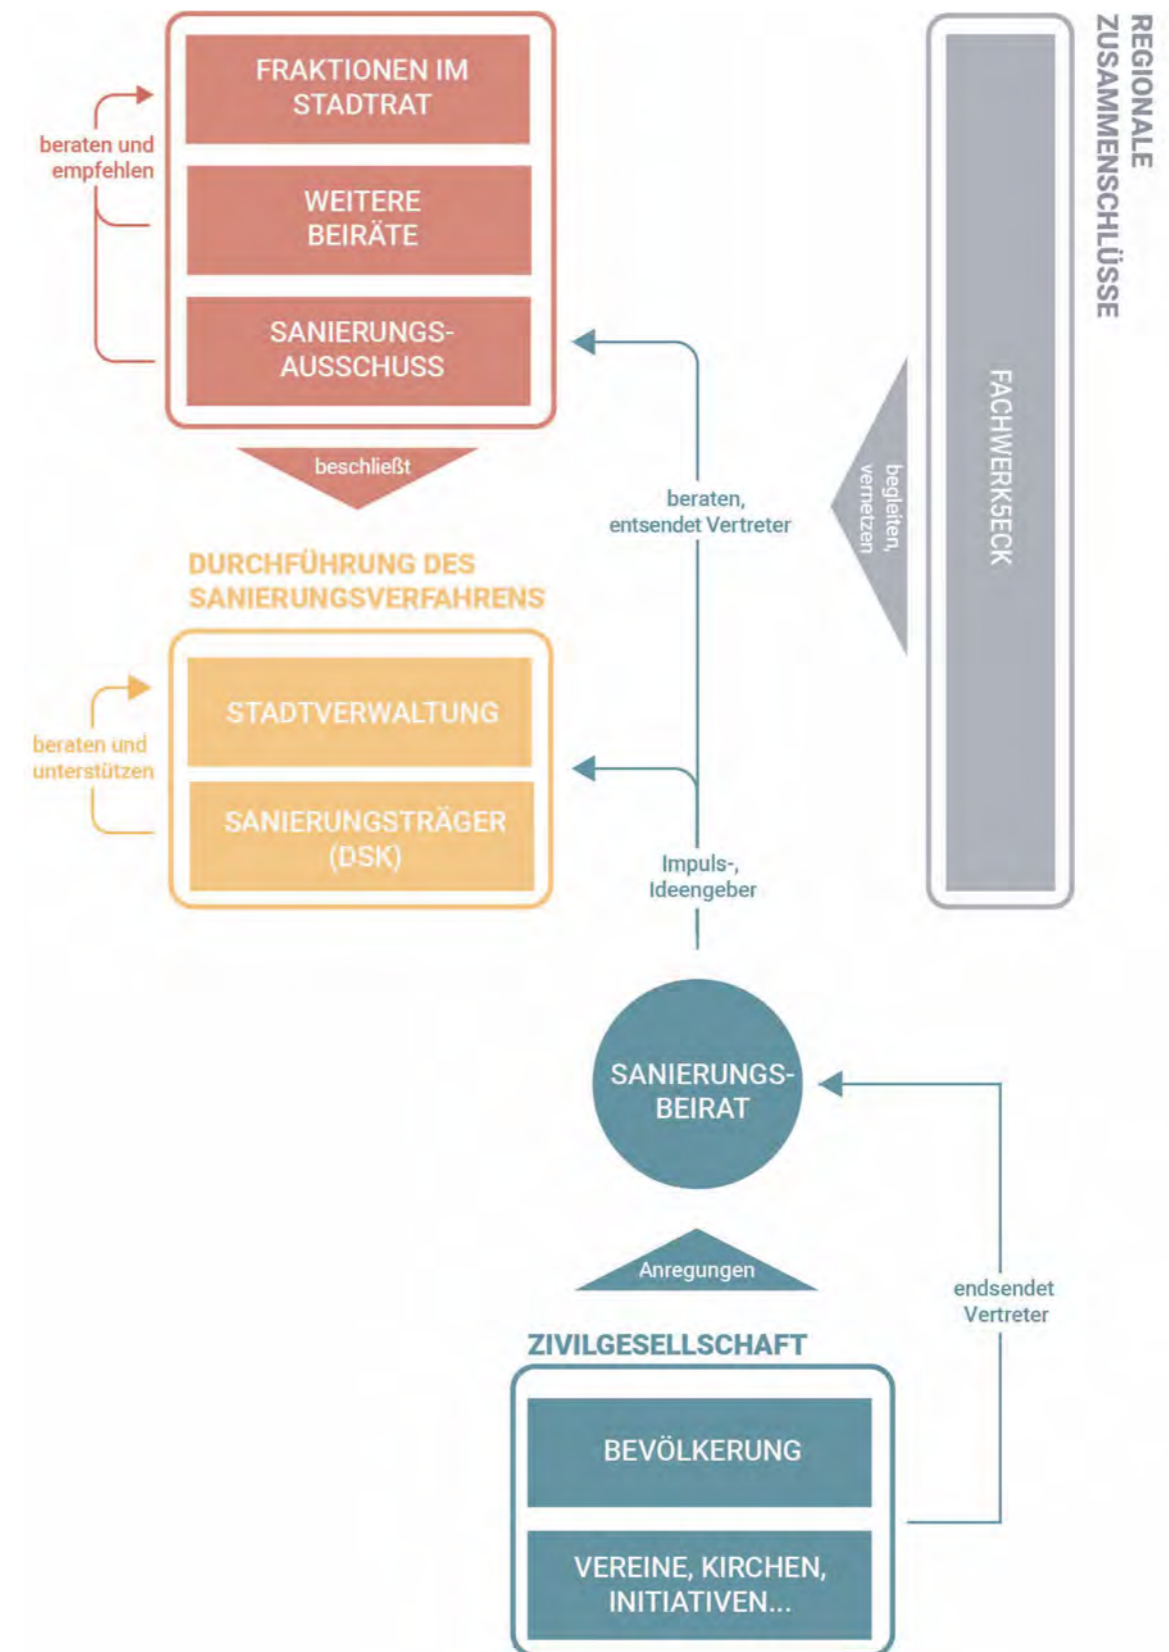 FRAKTIONEN IM
STADTRAT
beraten und
empfehlen
WEITERE
BEIRÄTE
SANIERUNGS-
AUSSCHUSS
beschließt
REGIONALE
ZUSAMMENSCHLÜSSE
FACHWERK5ECK
begleiten,
vernetzen
beraten,
entsendet Vertreter
DURCHFÜHRUNG DES
SANIERUNGSVERFAHRENS
STADTVERWALTUNG
beraten und
unterstützen
SANIERUNGSTRÄGER
(DSK)
Impuls-,
Ideengeber
SANIERUNGS-
BEIRAT
Anregungen
endsendet
Vertreter
ZIVILGESELLSCHAFT
BEVÖLKERUNG
VEREINE, KIRCHEN,
INITIATIVEN...